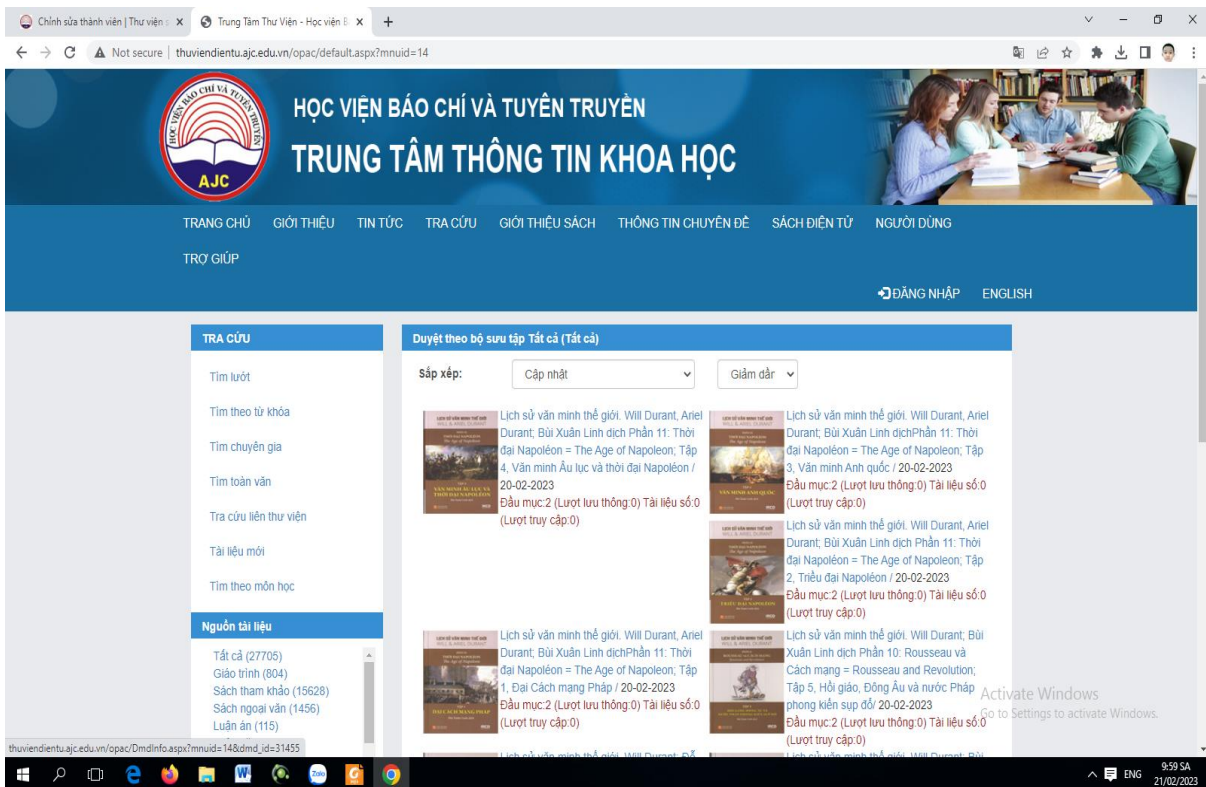 Chỉnh sửa thành viên | Thư viện s
Trung Tâm Thư Viện - Học viện B
Not secure
thuviendientu.ajc.edu.vn/opac/default.aspx?mnuid=14
HỌC VIỆN BÁO CHÍ VÀ TUYÊN TRUYỀN
AJC
HỌC VIỆN BÁO CHÍ VÀ TUYÊN TRUYỀN
TRUNG TÂM THÔNG TIN KHOA HỌC
TRANG CHỦ GIỚI THIỆU TIN TỨC TRA CỨU GIỚI THIỆU SÁCH THÔNG TIN CHUYÊN ĐỀ SÁCH ĐIỆN TỬ NGƯỜI DÙNG
TRỢ GIÚP
ĐĂNG NHẬP ENGLISH
TRA CỨU
Tìm lướt
Tìm theo từ khóa
Tìm chuyên gia
Tìm toàn văn
Tra cứu liên thư viện
Tài liệu mới
Tìm theo môn học
Nguồn tài liệu
Tất cả (27705)
Giáo trình (804)
Sách tham khảo (15628)
Sách ngoại văn (1456)
Luận án (115)
Duyệt theo bộ sưu tập Tất cả (Tất cả)
Sắp xếp: Cập nhật Giảm dần
Lịch sử văn minh thế giới. Will Durant, Ariel
Durant; Bùi Xuân Linh dịchPhần 11: Thời
đại Napoléon = The Age of Napoleon; Tập
4, Văn minh Âu lục và thời đại Napoléon /
20-02-2023
Đầu mục:2 (Lượt lưu thông:0) Tài liệu số:0
(Lượt truy cập:0)
Lịch sử văn minh thế giới. Will Durant, Ariel
Durant; Bùi Xuân Linh dịchPhần 11: Thời
đại Napoléon = The Age of Napoleon; Tập
3, Văn minh Anh quốc / 20-02-2023
Đầu mục:2 (Lượt lưu thông:0) Tài liệu số:0
(Lượt truy cập:0)
Lịch sử văn minh thế giới. Will Durant, Ariel
Durant; Bùi Xuân Linh dịch Phần 11: Thời
đại Napoléon = The Age of Napoleon; Tập
2, Triều đại Napoléon / 20-02-2023
Đầu mục:2 (Lượt lưu thông:0) Tài liệu số:0
(Lượt truy cập:0)
Lịch sử văn minh thế giới. Will Durant, Ariel
Durant; Bùi Xuân Linh dịchPhần 11: Thời
đại Napoléon = The Age of Napoleon; Tập
1, Đại Cách mạng Pháp / 20-02-2023
Đầu mục:2 (Lượt lưu thông:0) Tài liệu số:0
(Lượt truy cập:0)
Lịch sử văn minh thế giới. Will Durant; Bùi
Xuân Linh dịch Phần 10: Rousseau và
Cách mạng = Rousseau and Revolution;
Tập 5, Hồi giáo, Đông Âu và nước Pháp
phong kiến sụp đổ/ 20-02-2023
Đầu mục:2 (Lượt lưu thông:0) Tài liệu số:0
(Lượt truy cập:0)
Activate Windows
Go to Settings to activate Windows.
thuviendientu.ajc.edu.vn/opac/DmdInfo.aspx?mnuid=14&dmd_id=31455
Zalo
ENG
9:59 SA
21/02/2023